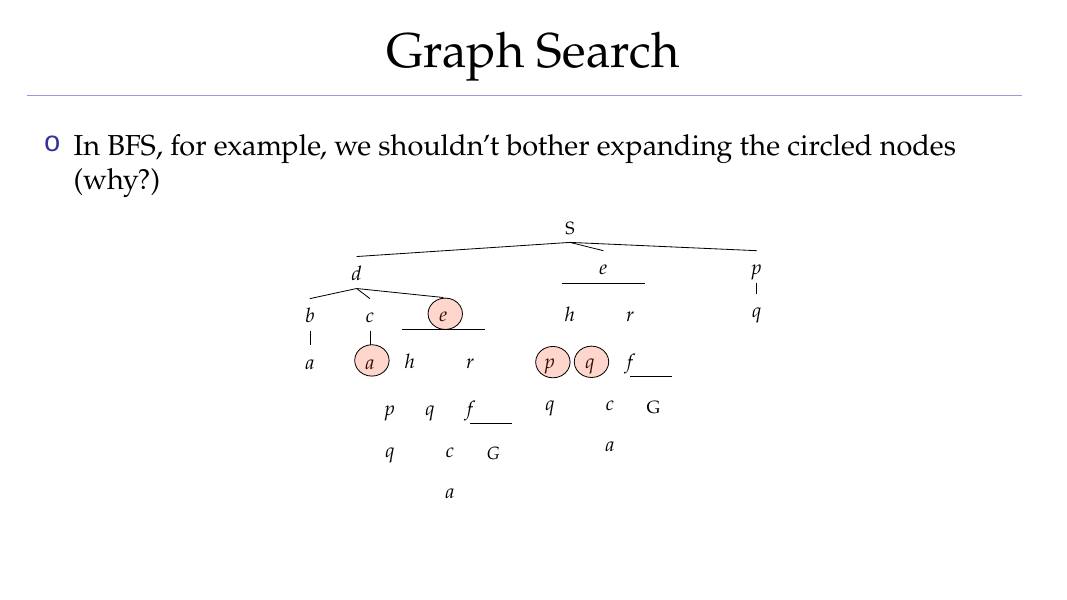 Graph Search
o In BFS, for example, we shouldn't bother expanding the circled nodes
(why?)
S
d e p
b c e h r q
a a h r p q f
p q f q c G
q c G a
a